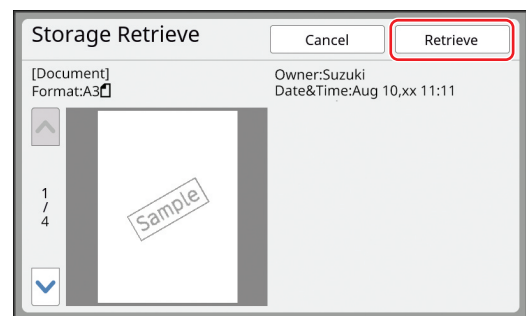 Storage Retrieve
Cancel
Retrieve
[Document]
Format:A3
Owner:Suzuki
Date&Time:Aug 10,xx 11:11
1
/
4
Sample